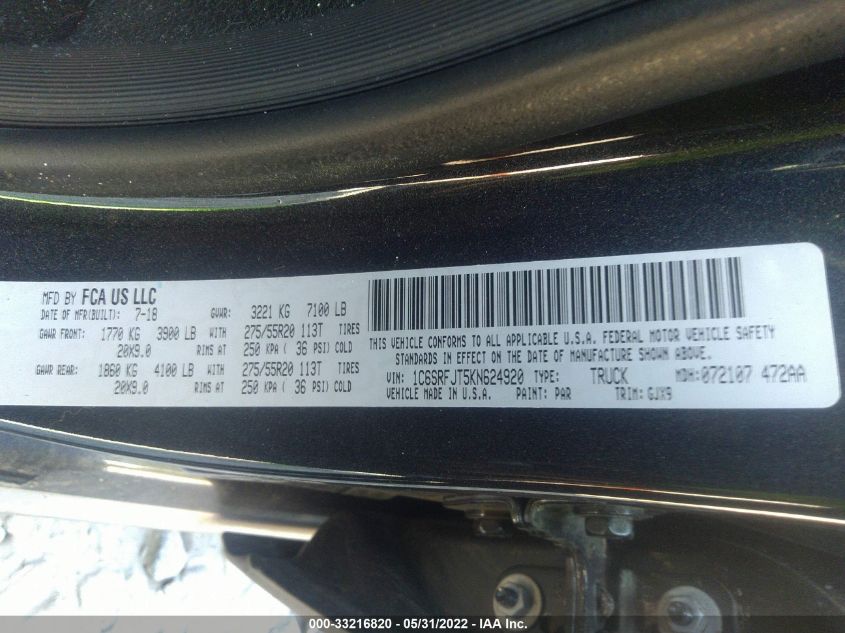 MFD BY FCA US LLC
DATE OF MFR(BUILT): 7-18 GVWR: 3221 KG 7100 LB
GAWR FRONT: 1770 KG 3900 LB WITH 275/55R20 113T TIRES
20X9.0 RIMS AT 250 KPA ( 36 PSI) COLD
GAWR REAR: 1860 KG 4100 LB WITH 275/55R20 113T TIRES
20X9.0 RIMS AT 250 KPA ( 36 PSI) COLD
THIS VEHICLE CONFORMS TO ALL APPLICABLE U.S.A. FEDERAL MOTOR VEHICLE SAFETY
STANDARDS IN EFFECT ON THE DATE OF MANUFACTURE SHOWN ABOVE.
VIN: 1C6SRFJT5KN624920 TYPE: TRUCK MDH: 072107 472AA
VEHICLE MADE IN U.S.A. PAINT: PAR TRIM: GJX9
000-33216820 - 05/31/2022 - IAA Inc.